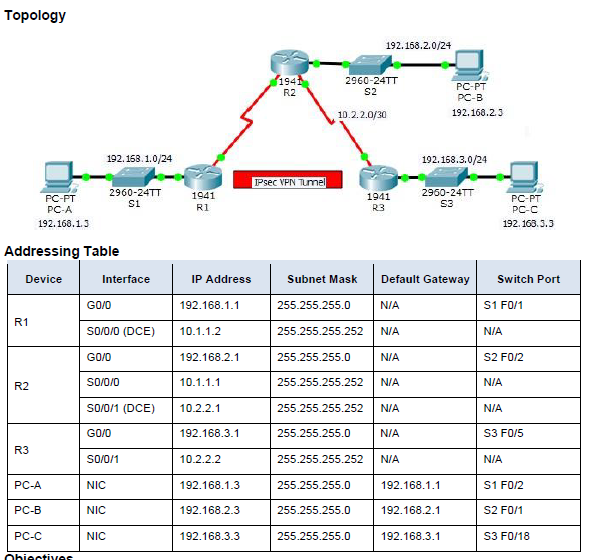 Topology
192.168.2.0/24
1941
R2
2960-24TT
S2
PC-PT
PC-B
192.168.2.3
10.2.2.0/30
192.168.1.0/24
192.168.3.0/24
PC-PT
PC-A
192.168.1.3
2960-24TT
S1
1941
R1
IPsec VPN Tunnel
1941
R3
2960-24TT
S3
PC-PT
PC-C
192.168.3.3
Addressing Table
Device Interface IP Address Subnet Mask Default Gateway Switch Port
R1
G0/0 192.168.1.1 255.255.255.0 N/A S1 F0/1
S0/0/0 (DCE) 10.1.1.2 255.255.255.252 N/A N/A
R2
G0/0 192.168.2.1 255.255.255.0 N/A S2 F0/2
S0/0/0 10.1.1.1 255.255.255.252 N/A N/A
S0/0/1 (DCE) 10.2.2.1 255.255.255.252 N/A N/A
R3
G0/0 192.168.3.1 255.255.255.0 N/A S3 F0/5
S0/0/1 10.2.2.2 255.255.255.252 N/A N/A
PC-A NIC 192.168.1.3 255.255.255.0 192.168.1.1 S1 F0/2
PC-B NIC 192.168.2.3 255.255.255.0 192.168.2.1 S2 F0/1
PC-C NIC 192.168.3.3 255.255.255.0 192.168.3.1 S3 F0/18
Objectives